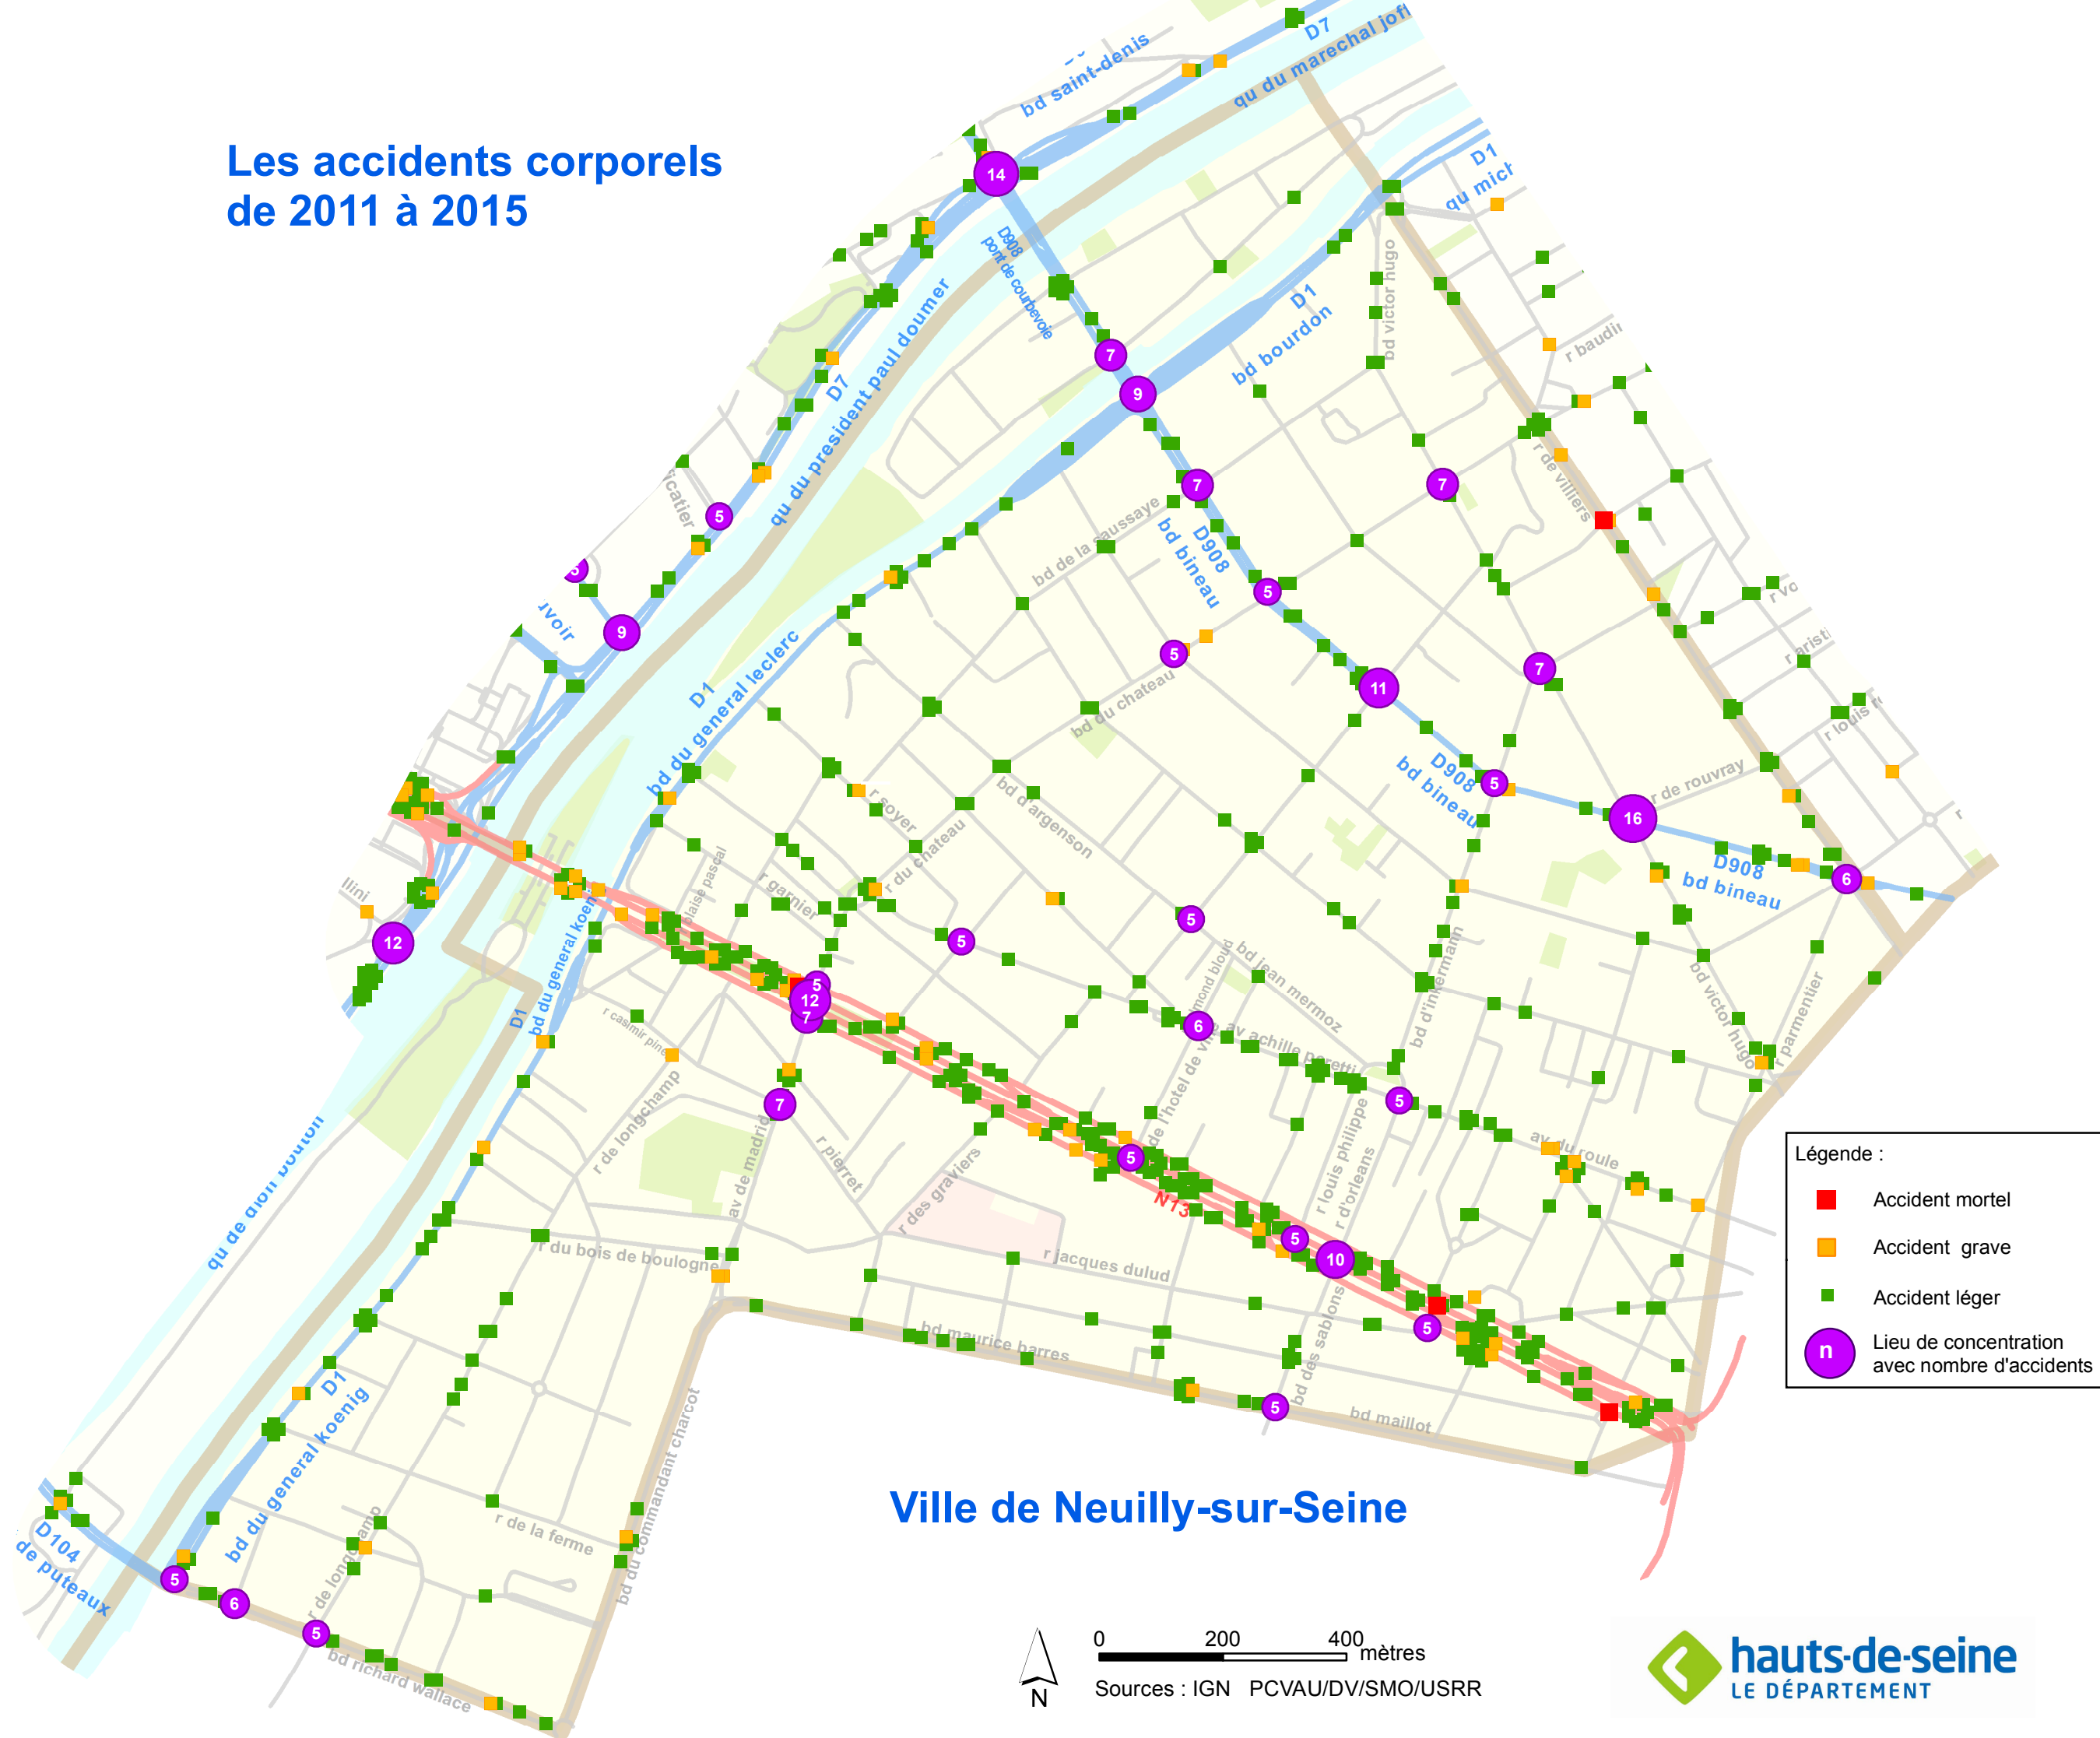 Les accidents corporels
de 2011 à 2015
D7
qu du marechal joff
bd saint-denis
D1
14
D908
pont de courbevoie
qu du president paul doumer
D7
D1
bd bourdon
bd victor hugo
r de villiers
7
9
7
7
5
9
bd de la saussaye
D908
bd bineau
5
5
bd du chateau
11
7
r aristi
D1
bd du general leclerc
D908
bd bineau
5
16
r de rouvray
D908
bd bineau
6
r soyer
r du chateau
bd d'argenson
blaise pascal
r garnier
12
5
12
7
5
5
bd jean mermoz
bd d'inkermann
6
av achille peretti
5
bd victor hugo
r parmentier
D1
bd du general koenig
r casimir pinel
r de longchamp
7
av de madrid
r pierret
r des graviers
5
N13
r louis philippe
r d'orleans
av du roule
qu de dion bouton
r du bois de boulogne
r jacques dulud
5
10
5
bd maurice barres
bd des sablons
5
bd maillot
D1
bd du general koenig
r de la ferme
r de longchamp
bd du commandant charcot
D104
de puteaux
5
6
5
bd richard wallace
Légende :
Accident mortel
Accident grave
Accident léger
n
Lieu de concentration
avec nombre d'accidents
Ville de Neuilly-sur-Seine
N
0 200 400
mètres
Sources : IGN PCVAU/DV/SMO/USRR
hauts-de-seine
LE DÉPARTEMENT